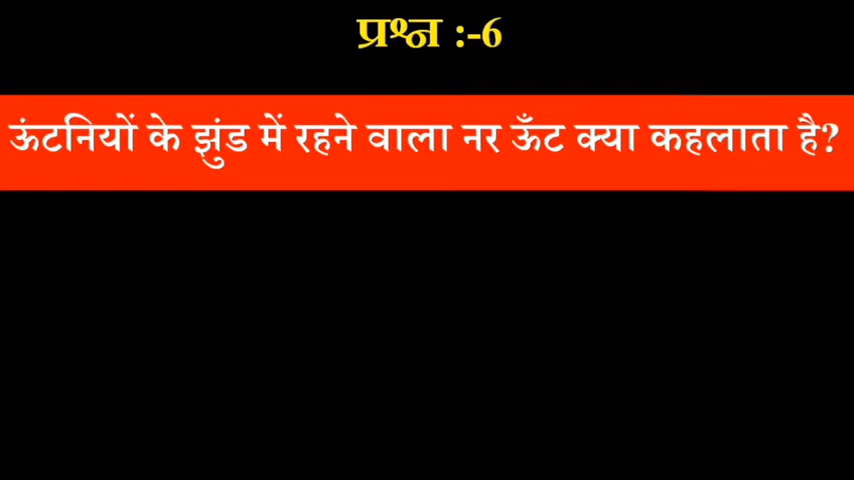 प्रश्न :-6
ऊंटनियों के झुंड में रहने वाला नर ऊँट क्या कहलाता है?